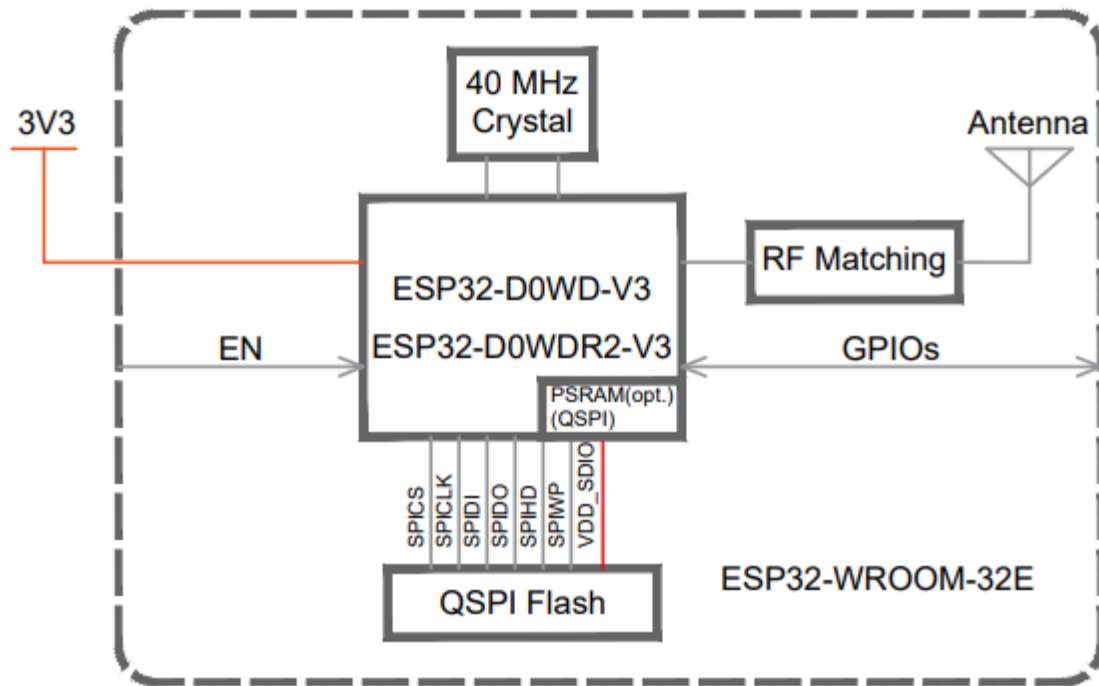 40 MHz
Crystal
3V3
Antenna
RF Matching
ESP32-D0WD-V3
ESP32-D0WDR2-V3
EN
GPIOs
PSRAM(opt.)
(QSPI)
SPICS
SPICLK
SPIDI
SPIDO
SPIHD
SPIWP
VDD_SDIO
QSPI Flash
ESP32-WROOM-32E